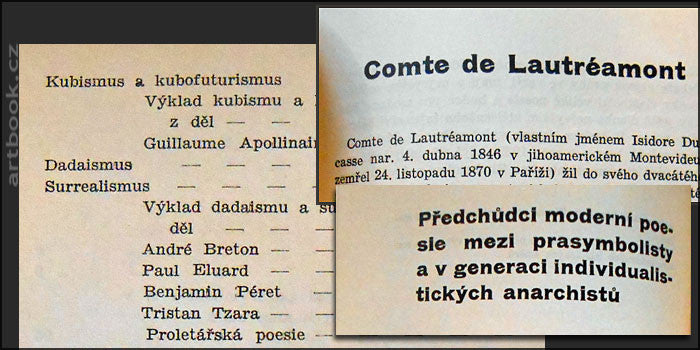 artbook.cz
Kubismus a kubofuturismus
Výklad kubismu a
z děl — —
Guillaume Apollinair
Dadaismus — — — —
Surrealismus — — —
Výklad dadaismu a su
děl — — —
André Breton — —
Paul Eluard — — —
Benjamin Péret — —
Tristan Tzara — —
Proletářská poesie —
Comte de Lautréamont
Comte de Lautréamont (vlastním jménem Isidore Du-
casse nar. 4. dubna 1846 v jihoamerickém Montevideu
zemřel 24. listopadu 1870 v Paříži) žil do svého dvacátéh
Předchůdci moderní poe-
sie mezi prasymbolisty
a v generaci individualis-
tických anarchistů